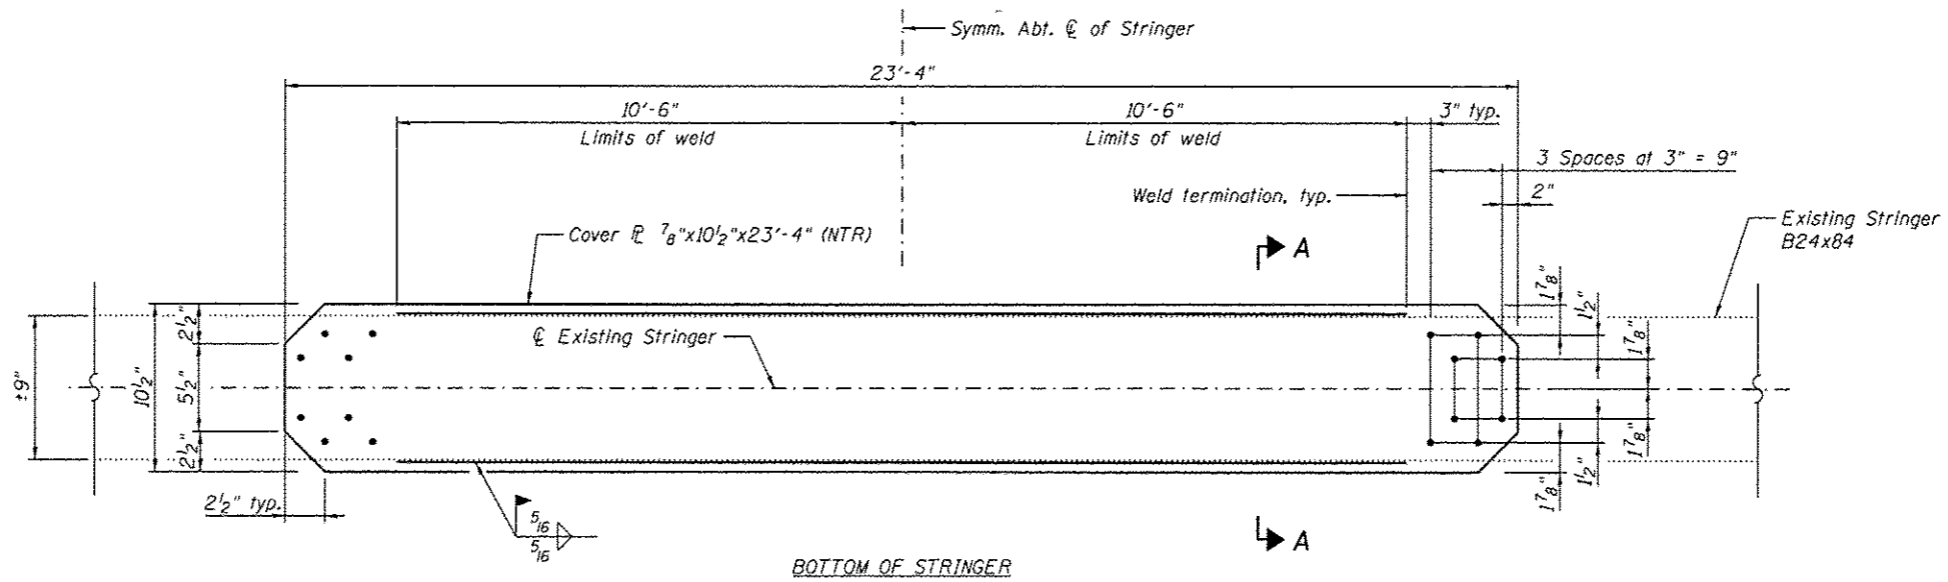 Symm. Abt. ℄ of Stringer
23'-4"
10'-6"
Limits of weld
10'-6"
Limits of weld
3" typ.
3 Spaces at 3" = 9"
Weld termination, typ.
2"
Cover ℞ 7/8"x10 1/2"x23'-4" (NTR)
Existing Stringer
B24x84
A
±9"
10 1/2"
2 1/2"
5 1/2"
2 1/2"
℄ Existing Stringer
1 7/8"
1 1/2"
1 7/8"
1 7/8"
1 1/2"
1 7/8"
2 1/2" typ.
5/16
5/16
A
BOTTOM OF STRINGER